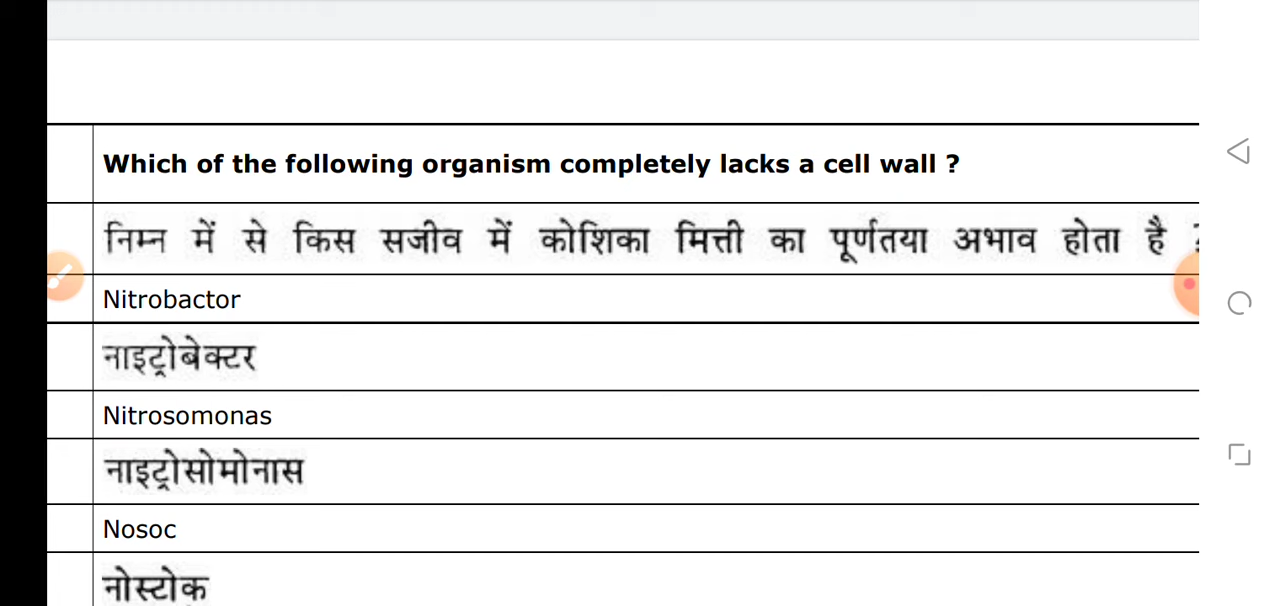 Which of the following organism completely lacks a cell wall ?
निम्न में से किस सजीव में कोशिका मित्ती का पूर्णतया अभाव होता है ?
Nitrobactor
नाइट्रोबेक्टर
Nitrosomonas
नाइट्रोसोमोनास
Nosoc
नोस्टोक